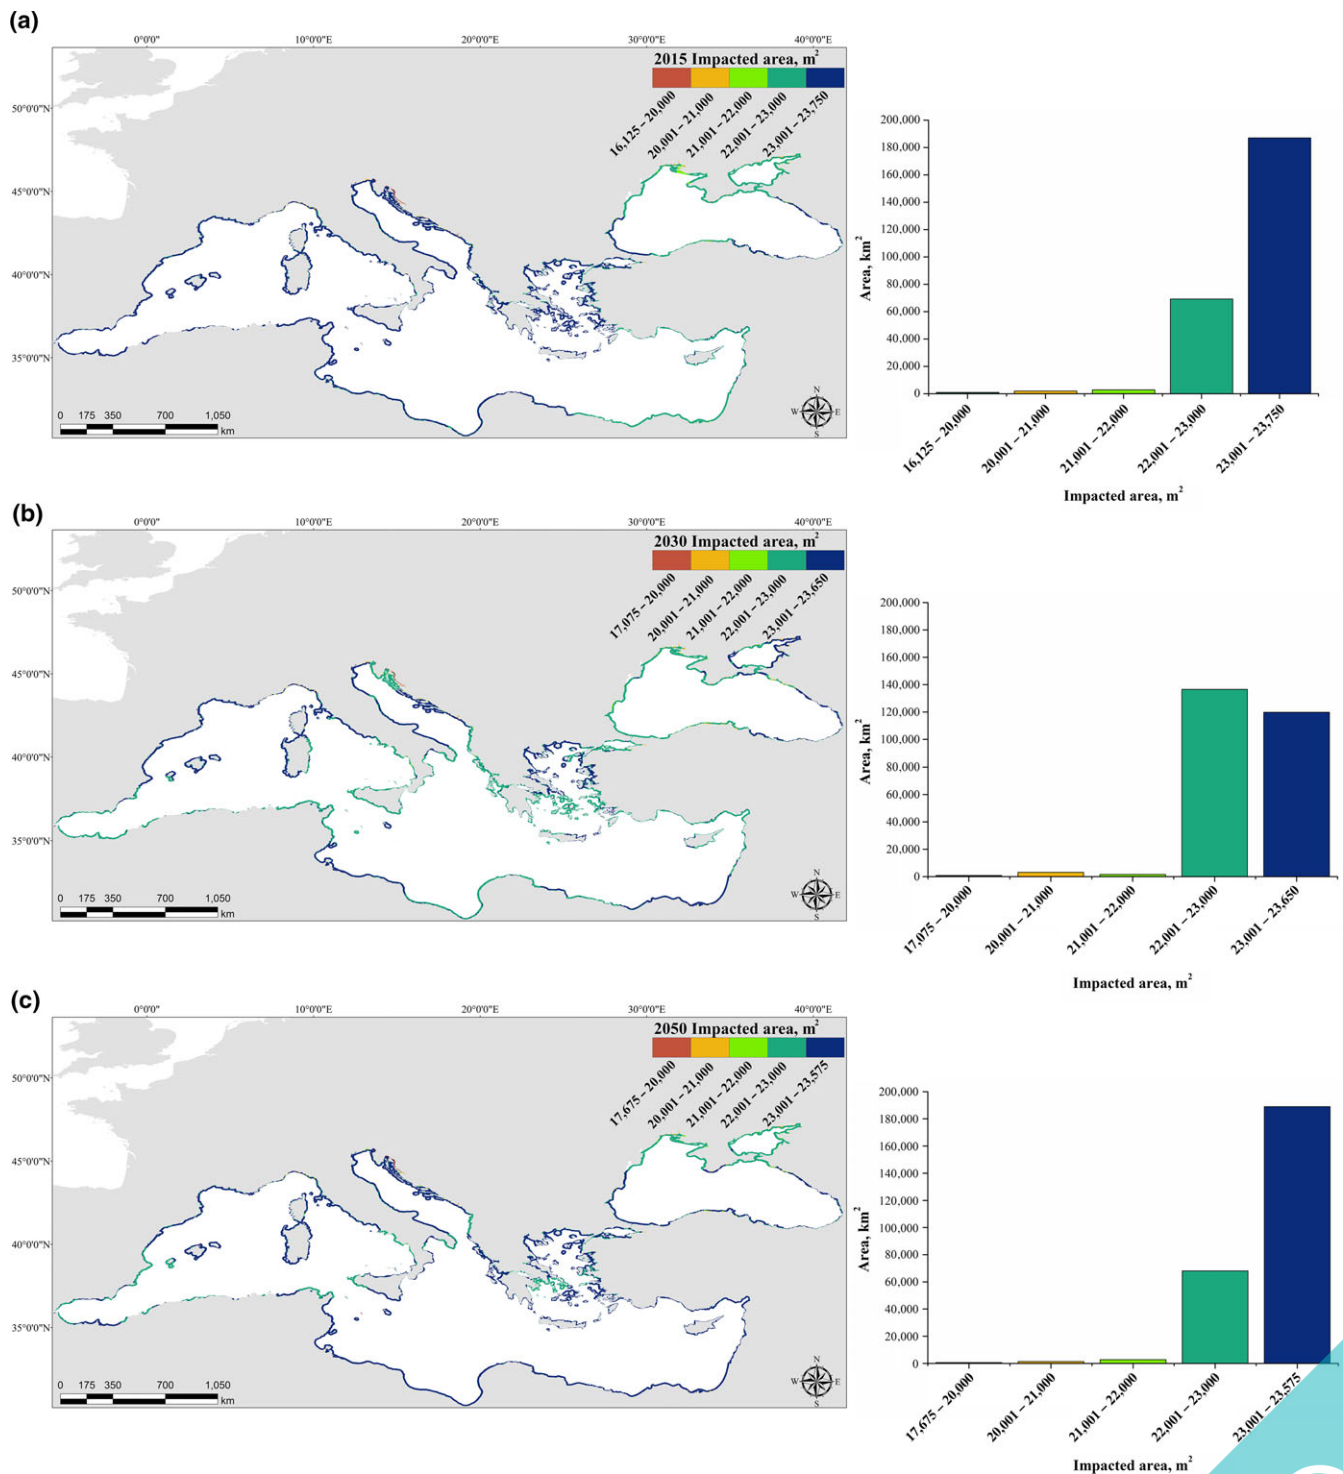 (a)
0°0'0" 10°0'0"E 20°0'0"E 30°0'0"E 40°0'0"E
2015 Impacted area, m²
16,125 – 20,000
20,001 – 21,000
21,001 – 22,000
22,001 – 23,000
23,001 – 23,750
50°0'0"N
45°0'0"N
40°0'0"N
35°0'0"N
0 175 350 700 1,050
km
N
W E
S
200,000
180,000
160,000
140,000
120,000
100,000
80,000
60,000
40,000
20,000
0
Area, km²
16,125 – 20,000
20,001 – 21,000
21,001 – 22,000
22,001 – 23,000
23,001 – 23,750
Impacted area, m²
(b)
0°0'0" 10°0'0"E 20°0'0"E 30°0'0"E 40°0'0"E
2030 Impacted area, m²
17,075 – 20,000
20,001 – 21,000
21,001 – 22,000
22,001 – 23,000
23,001 – 23,650
50°0'0"N
45°0'0"N
40°0'0"N
35°0'0"N
0 175 350 700 1,050
km
N
W E
S
200,000
180,000
160,000
140,000
120,000
100,000
80,000
60,000
40,000
20,000
0
Area, km²
17,075 – 20,000
20,001 – 21,000
21,001 – 22,000
22,001 – 23,000
23,001 – 23,650
Impacted area, m²
(c)
0°0'0" 10°0'0"E 20°0'0"E 30°0'0"E 40°0'0"E
2050 Impacted area, m²
17,675 – 20,000
20,001 – 21,000
21,001 – 22,000
22,001 – 23,000
23,001 – 23,575
50°0'0"N
45°0'0"N
40°0'0"N
35°0'0"N
0 175 350 700 1,050
km
N
W E
S
200,000
180,000
160,000
140,000
120,000
100,000
80,000
60,000
40,000
20,000
0
Area, km²
17,675 – 20,000
20,001 – 21,000
21,001 – 22,000
22,001 – 23,000
23,001 – 23,575
Impacted area, m²